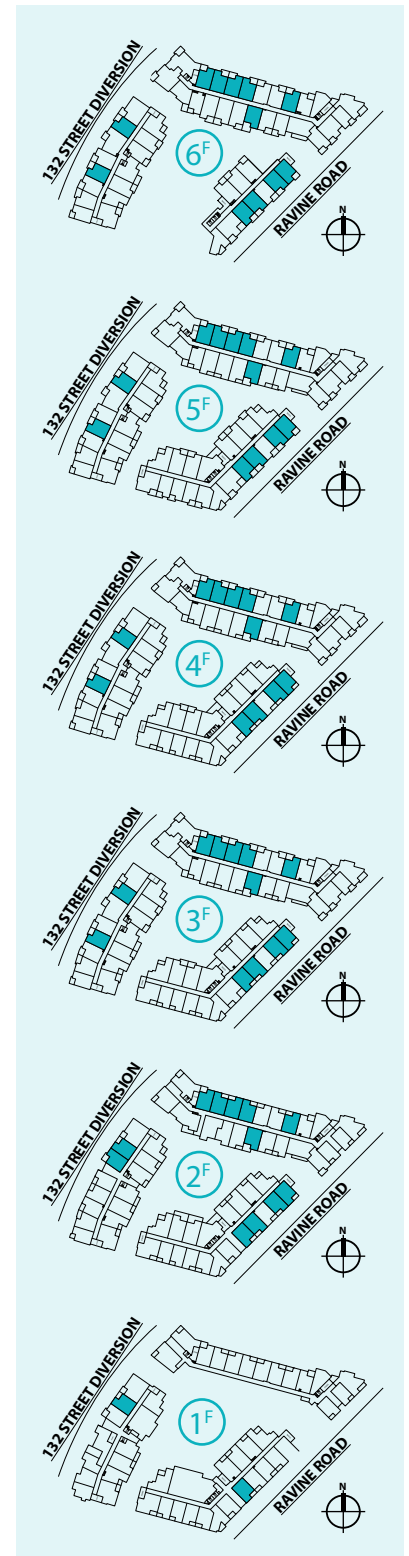 132 STREET DIVERSION
6F
RAVINE ROAD
N
132 STREET DIVERSION
5F
RAVINE ROAD
N
132 STREET DIVERSION
4F
RAVINE ROAD
N
132 STREET DIVERSION
3F
RAVINE ROAD
N
132 STREET DIVERSION
2F
RAVINE ROAD
N
132 STREET DIVERSION
1F
RAVINE ROAD
N